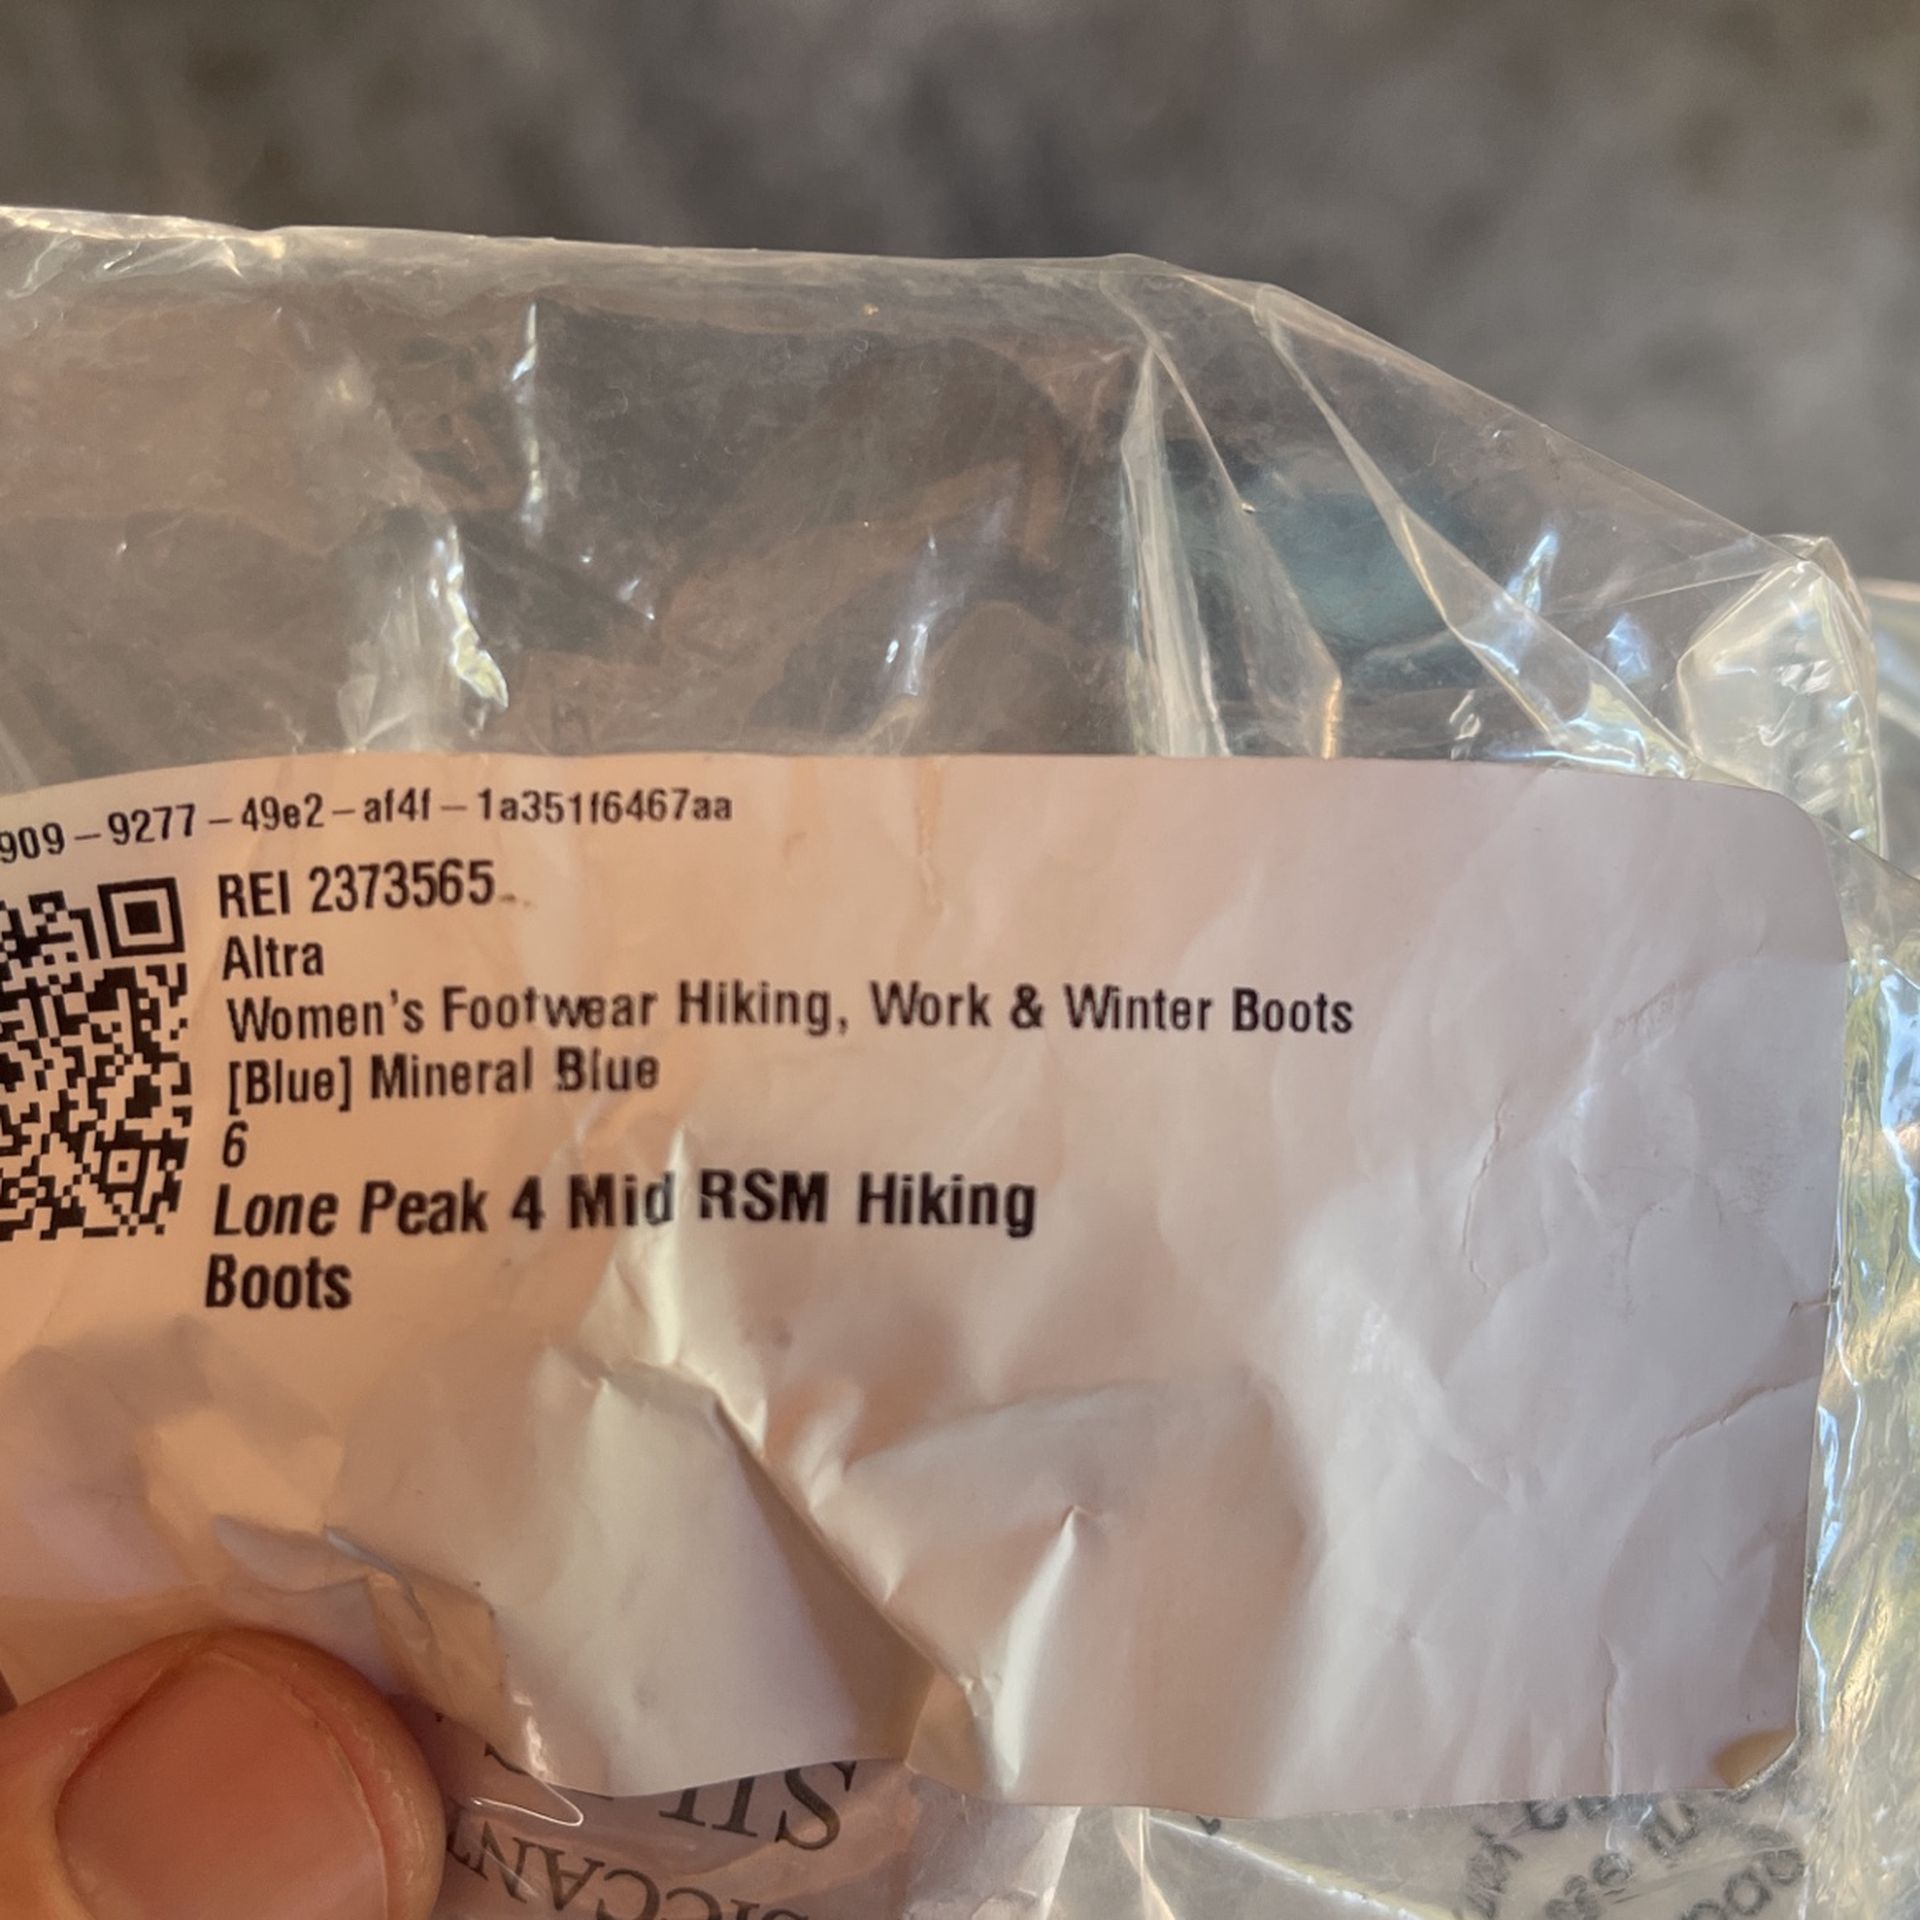 909-9277-49e2-af4f-1a351f6467aa
REI 2373565
Altra
Women's Footwear Hiking, Work & Winter Boots
[Blue] Mineral Blue
6
Lone Peak 4 Mid RSM Hiking
Boots